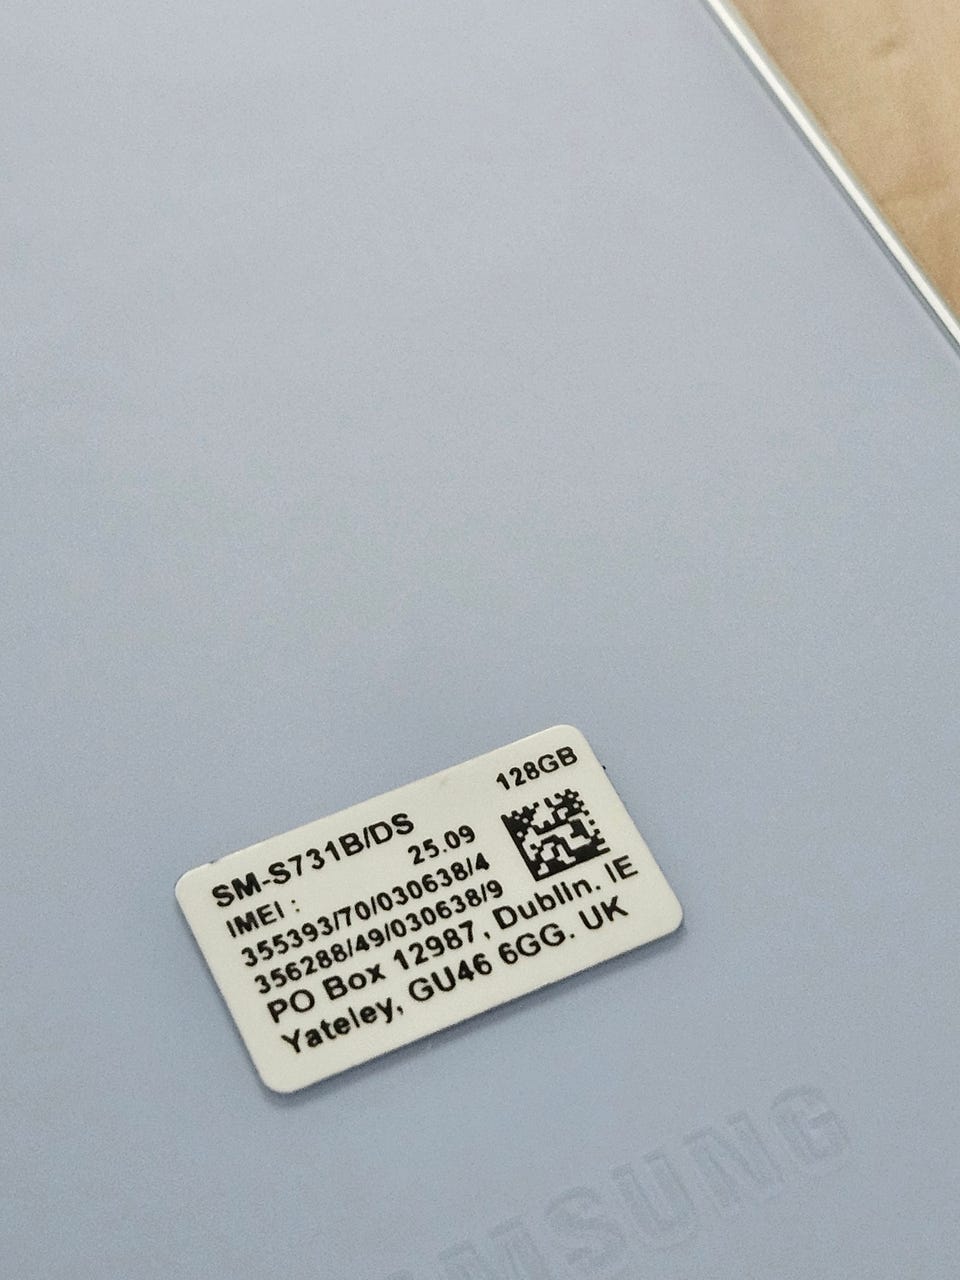 SM-S731B/DS 128GB
IMEI : 25.09
355393/70/030638/4
356288/49/030638/9
PO Box 12987, Dublin. IE
Yateley, GU46 6GG. UK
SAMSUNG